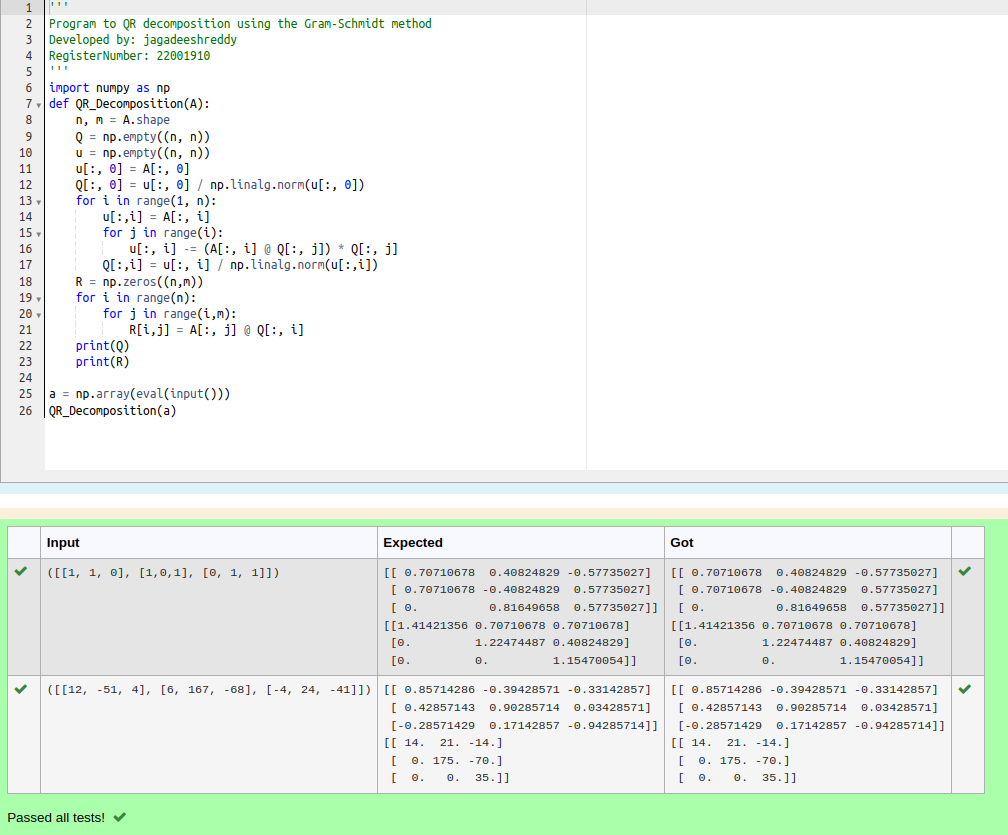 1 '''
2 Program to QR decomposition using the Gram-Schmidt method
3 Developed by: jagadeeshreddy
4 RegisterNumber: 22001910
5 '''
6 import numpy as np
7 def QR_Decomposition(A):
8     n, m = A.shape
9     Q = np.empty((n, n))
10     u = np.empty((n, n))
11     u[:, 0] = A[:, 0]
12     Q[:, 0] = u[:, 0] / np.linalg.norm(u[:, 0])
13     for i in range(1, n):
14         u[:,i] = A[:, i]
15         for j in range(i):
16             u[:, i] -= (A[:, i] @ Q[:, j]) * Q[:, j]
17         Q[:,i] = u[:, i] / np.linalg.norm(u[:,i])
18     R = np.zeros((n,m))
19     for i in range(n):
20         for j in range(i,m):
21             R[i,j] = A[:, j] @ Q[:, i]
22     print(Q)
23     print(R)
24
25 a = np.array(eval(input()))
26 QR_Decomposition(a)
Input Expected Got
([[1, 1, 0], [1,0,1], [0, 1, 1]]) [[ 0.70710678  0.40824829 -0.57735027] [[ 0.70710678  0.40824829 -0.57735027]
[ 0.70710678 -0.40824829  0.57735027] [ 0.70710678 -0.40824829  0.57735027]
[ 0.          0.81649658  0.57735027]] [ 0.          0.81649658  0.57735027]]
[[1.41421356 0.70710678 0.70710678] [[1.41421356 0.70710678 0.70710678]
[0.         1.22474487 0.40824829] [0.         1.22474487 0.40824829]
[0.         0.         1.15470054]] [0.         0.         1.15470054]]
([[12, -51, 4], [6, 167, -68], [-4, 24, -41]]) [[ 0.85714286 -0.39428571 -0.33142857] [[ 0.85714286 -0.39428571 -0.33142857]
[ 0.42857143  0.90285714  0.03428571] [ 0.42857143  0.90285714  0.03428571]
[-0.28571429  0.17142857 -0.94285714]] [-0.28571429  0.17142857 -0.94285714]]
[[ 14.  21. -14.] [[ 14.  21. -14.]
[  0. 175. -70.] [  0. 175. -70.]
[  0.   0.  35.]] [  0.   0.  35.]]
Passed all tests!